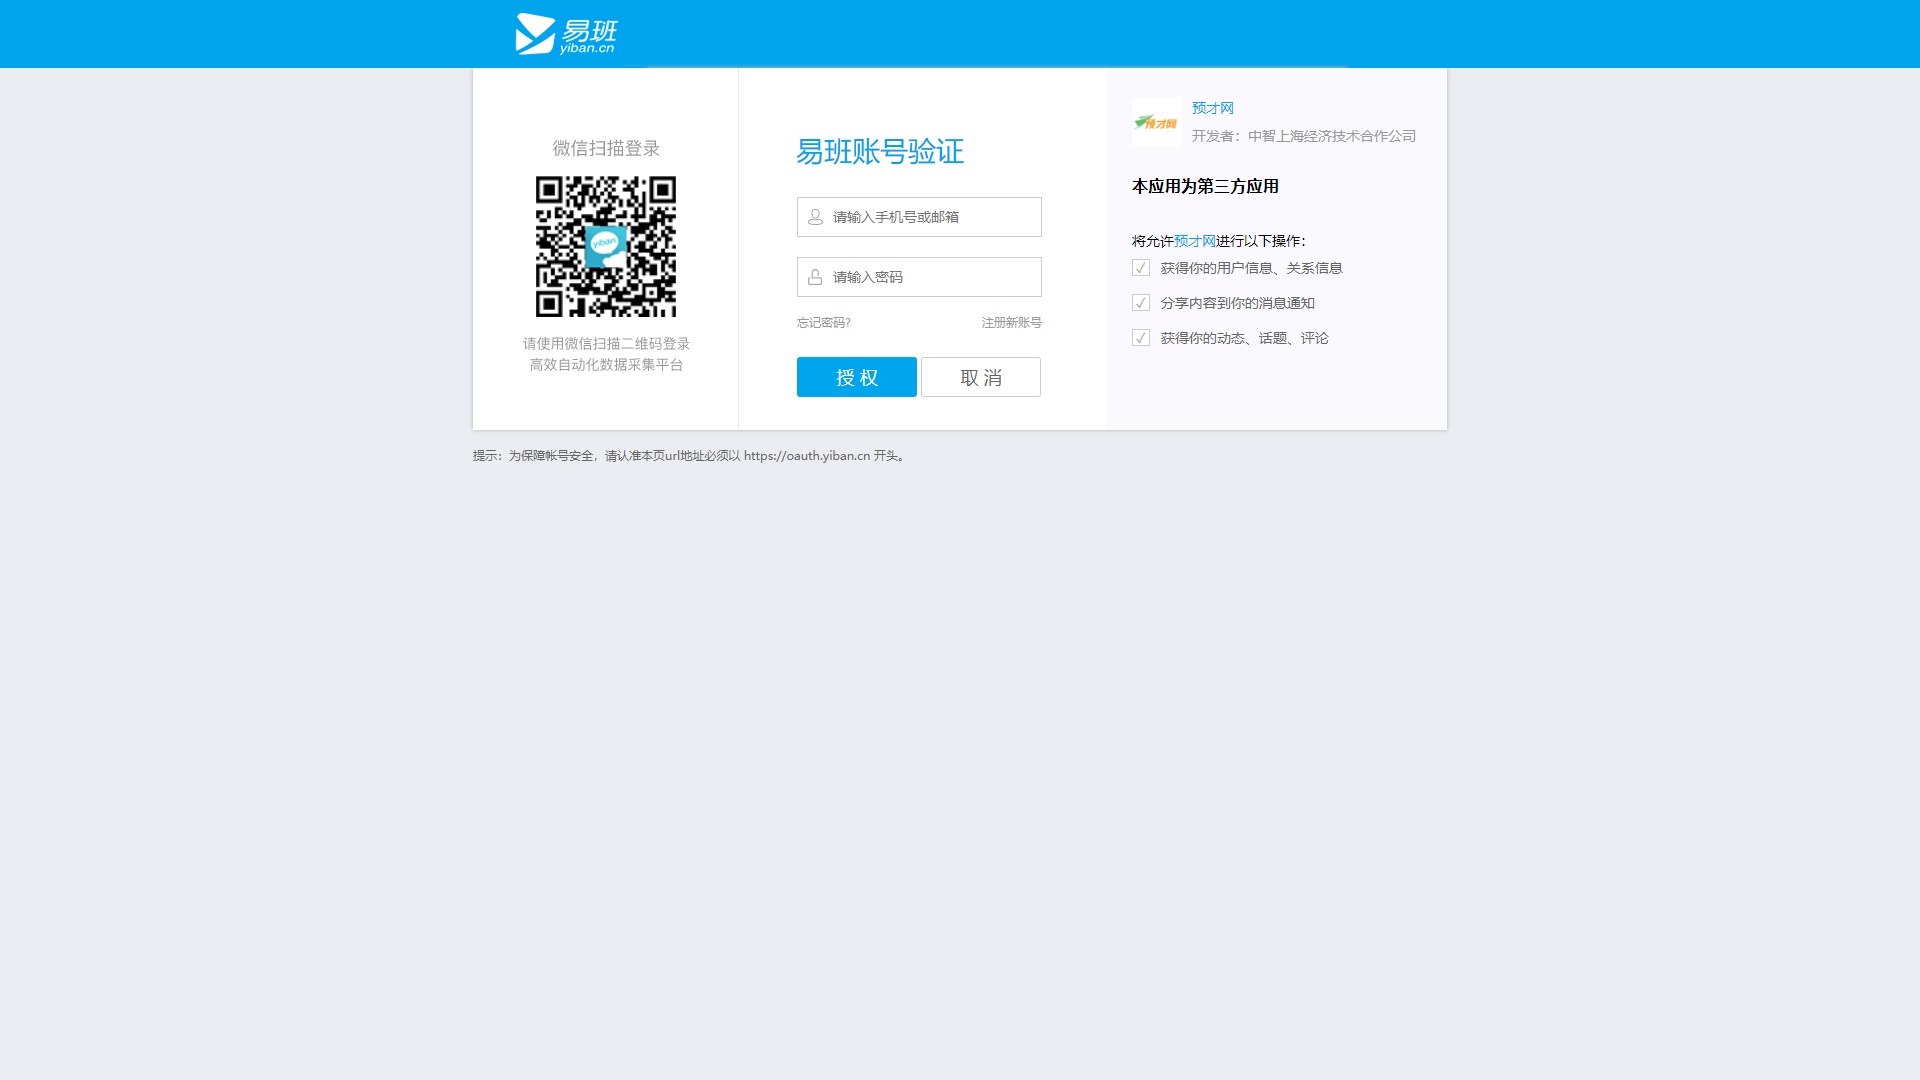 易班
yiban.cn
微信扫描登录
yiban
请使用微信扫描二维码登录
高效自动化数据采集平台
易班账号验证
请输入手机号或邮箱
请输入密码
忘记密码?
注册新账号
授 权
取 消
预才网
预才网
开发者：中智上海经济技术合作公司
本应用为第三方应用
将允许预才网进行以下操作：
获得你的用户信息、关系信息
分享内容到你的消息通知
获得你的动态、话题、评论
提示：为保障帐号安全，请认准本页url地址必须以 https://oauth.yiban.cn 开头。